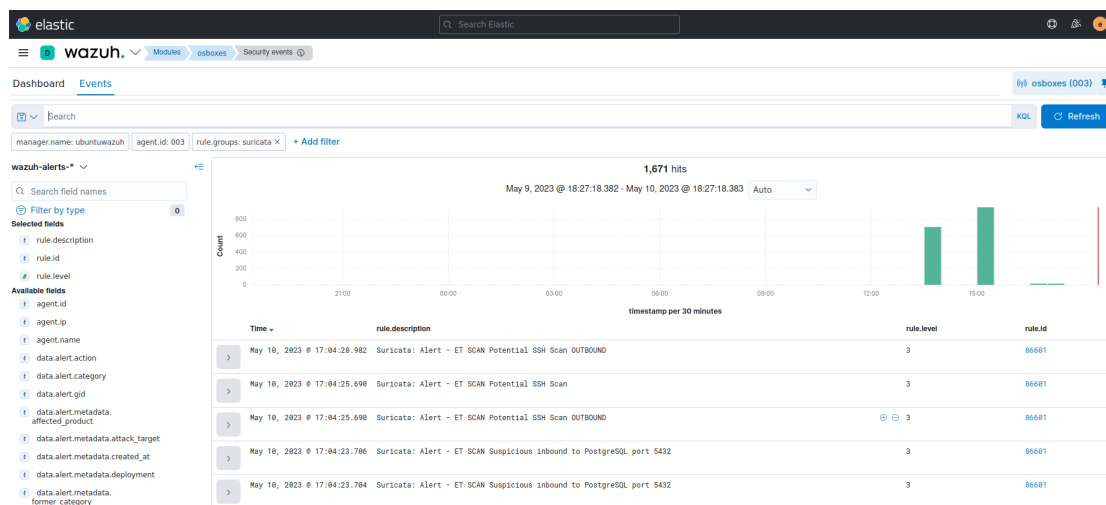 elastic
Search Elastic
e
D wazuh. Modules osboxes Security events
Dashboard Events osboxes (003)
Search KQL Refresh
manager.name: ubuntuwazuh agent.id: 003 rule.groups: suricata × + Add filter
wazuh-alerts-*
Search field names
Filter by type 0
Selected fields
t rule.description
t rule.id
# rule.level
Available fields
t agent.id
t agent.ip
t agent.name
t data.alert.action
t data.alert.category
t data.alert.gid
t data.alert.metadata.
affected_product
t data.alert.metadata.attack_target
t data.alert.metadata.created_at
t data.alert.metadata.deployment
t data.alert.metadata.
former_category
1,671 hits
May 9, 2023 @ 18:27:18.382 - May 10, 2023 @ 18:27:18.383 Auto
Count
800
600
400
200
0
21:00 00:00 03:00 06:00 09:00 12:00 15:00
timestamp per 30 minutes
Time rule.description rule.level rule.id
May 10, 2023 @ 17:04:28.982 Suricata: Alert - ET SCAN Potential SSH Scan OUTBOUND 3 86601
May 10, 2023 @ 17:04:25.690 Suricata: Alert - ET SCAN Potential SSH Scan 3 86601
May 10, 2023 @ 17:04:25.690 Suricata: Alert - ET SCAN Potential SSH Scan OUTBOUND 3 86601
May 10, 2023 @ 17:04:23.706 Suricata: Alert - ET SCAN Suspicious inbound to PostgreSQL port 5432 3 86601
May 10, 2023 @ 17:04:23.704 Suricata: Alert - ET SCAN Suspicious inbound to PostgreSQL port 5432 3 86601